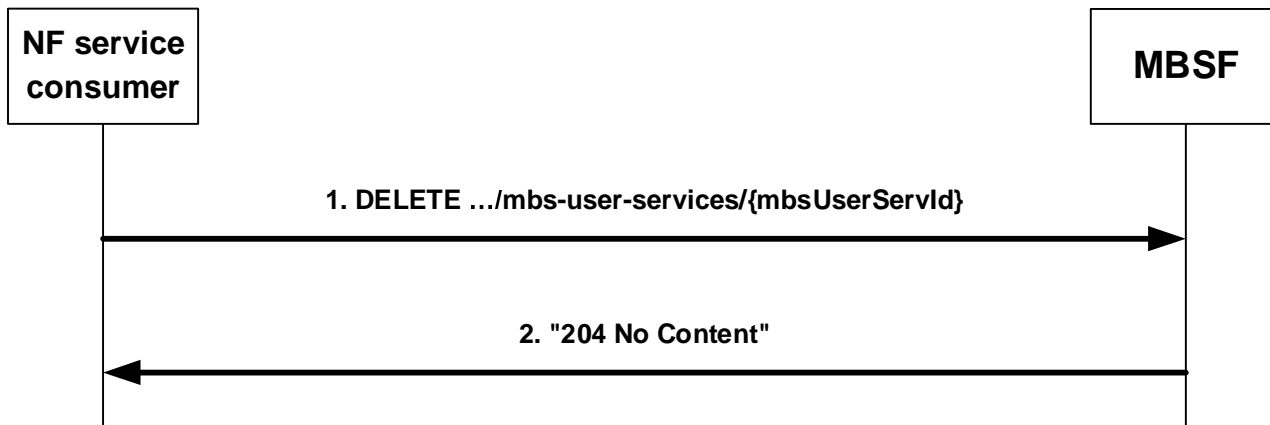 NF service
consumer
MBSF
1. DELETE …/mbs-user-services/{mbsUserServId}
2. "204 No Content"